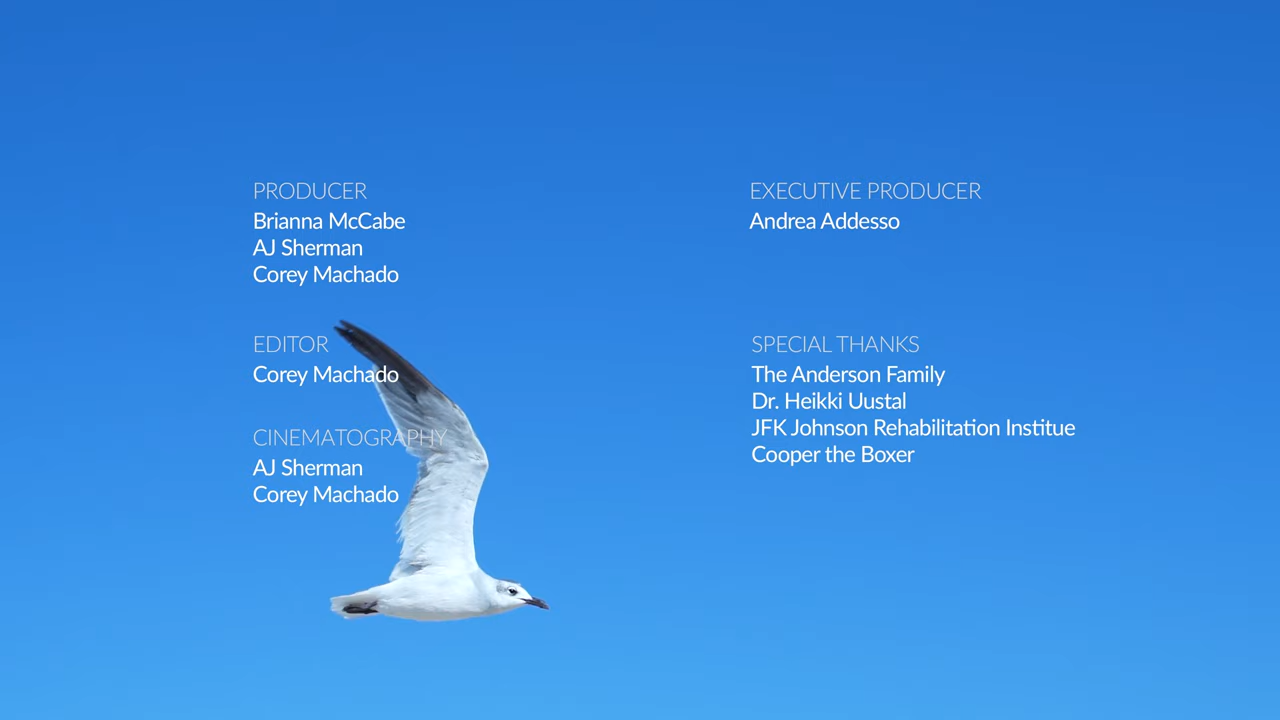 PRODUCER
Brianna McCabe
AJ Sherman
Corey Machado
EDITOR
Corey Machado
CINEMATOGRAPHY
AJ Sherman
Corey Machado
EXECUTIVE PRODUCER
Andrea Addesso
SPECIAL THANKS
The Anderson Family
Dr. Heikki Uustal
JFK Johnson Rehabilitation Institue
Cooper the Boxer